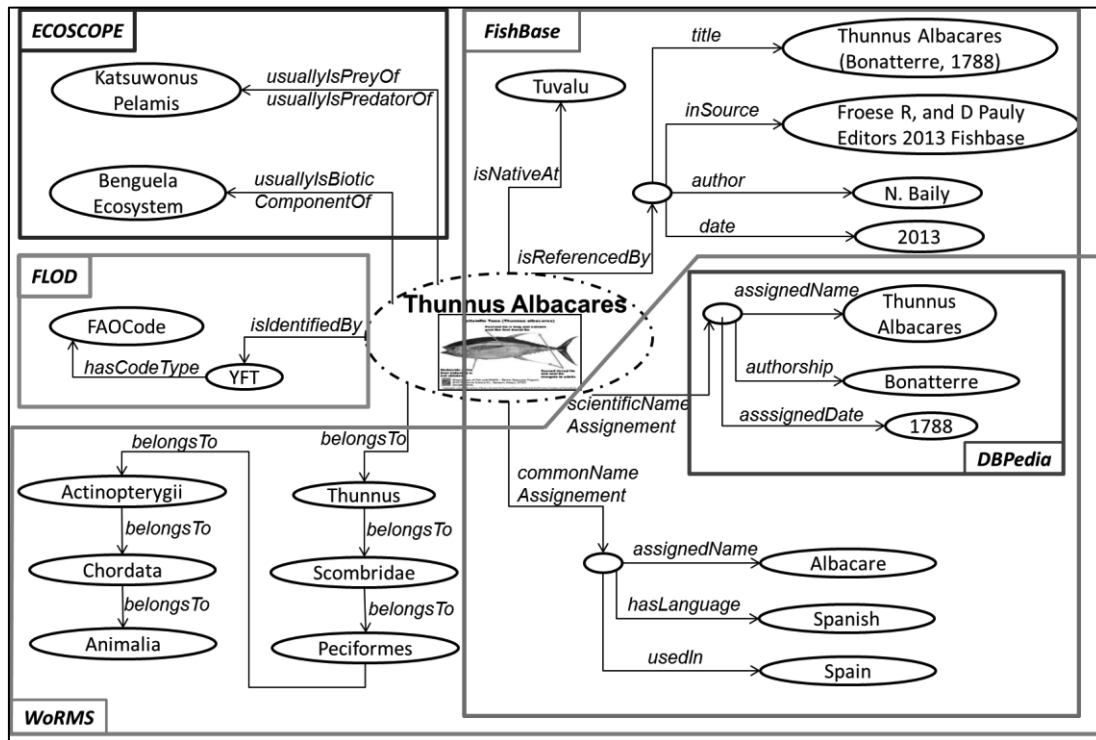 ECOSCOPE
Katsuwonus
Pelamis
usuallyIsPreyOf
usuallyIsPredatorOf
Benguela
Ecosystem
usuallyIsBiotic
ComponentOf
FishBase
Tuvalu
isNativeAt
title
Thunnus Albacares
(Bonatterre, 1788)
inSource
Froese R, and D Pauly
Editors 2013 Fishbase
author
N. Baily
date
2013
isReferencedBy
FLOD
FAOCode
hasCodeType
YFT
isIdentifiedBy
Thunnus Albacares
assignedName
Thunnus
Albacares
authorship
Bonatterre
asssignedDate
1788
DBPedia
scientificName
Assignement
commonName
Assignement
assignedName
Albacare
hasLanguage
Spanish
usedIn
Spain
belongsTo
belongsTo
Actinopterygii
belongsTo
Chordata
belongsTo
Animalia
Thunnus
belongsTo
Scombridae
belongsTo
Peciformes
WoRMS